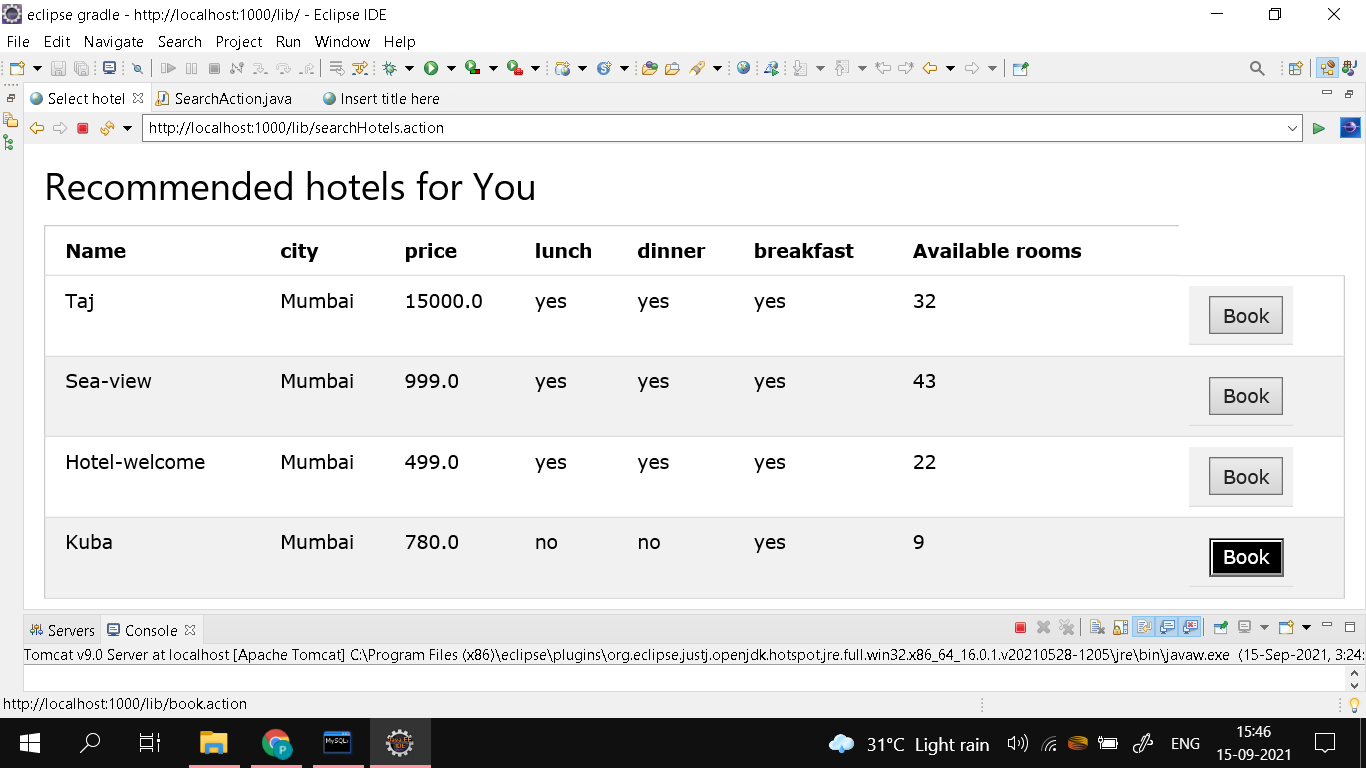 eclipse gradle - http://localhost:1000/lib/ - Eclipse IDE
File Edit Navigate Search Project Run Window Help
Select hotel SearchAction.java Insert title here
http://localhost:1000/lib/searchHotels.action
Recommended hotels for You
Name city price lunch dinner breakfast Available rooms
Taj Mumbai 15000.0 yes yes yes 32 Book
Sea-view Mumbai 999.0 yes yes yes 43 Book
Hotel-welcome Mumbai 499.0 yes yes yes 22 Book
Kuba Mumbai 780.0 no no yes 9 Book
Servers Console
Tomcat v9.0 Server at localhost [Apache Tomcat] C:\Program Files (x86)\eclipse\plugins\org.eclipse.justj.openjdk.hotspot.jre.full.win32.x86_64_16.0.1.v20210528-1205\jre\bin\javaw.exe (15-Sep-2021, 3:24:
http://localhost:1000/lib/book.action
P MySQL Java EE IDE 31°C Light rain ENG 15:46
15-09-2021